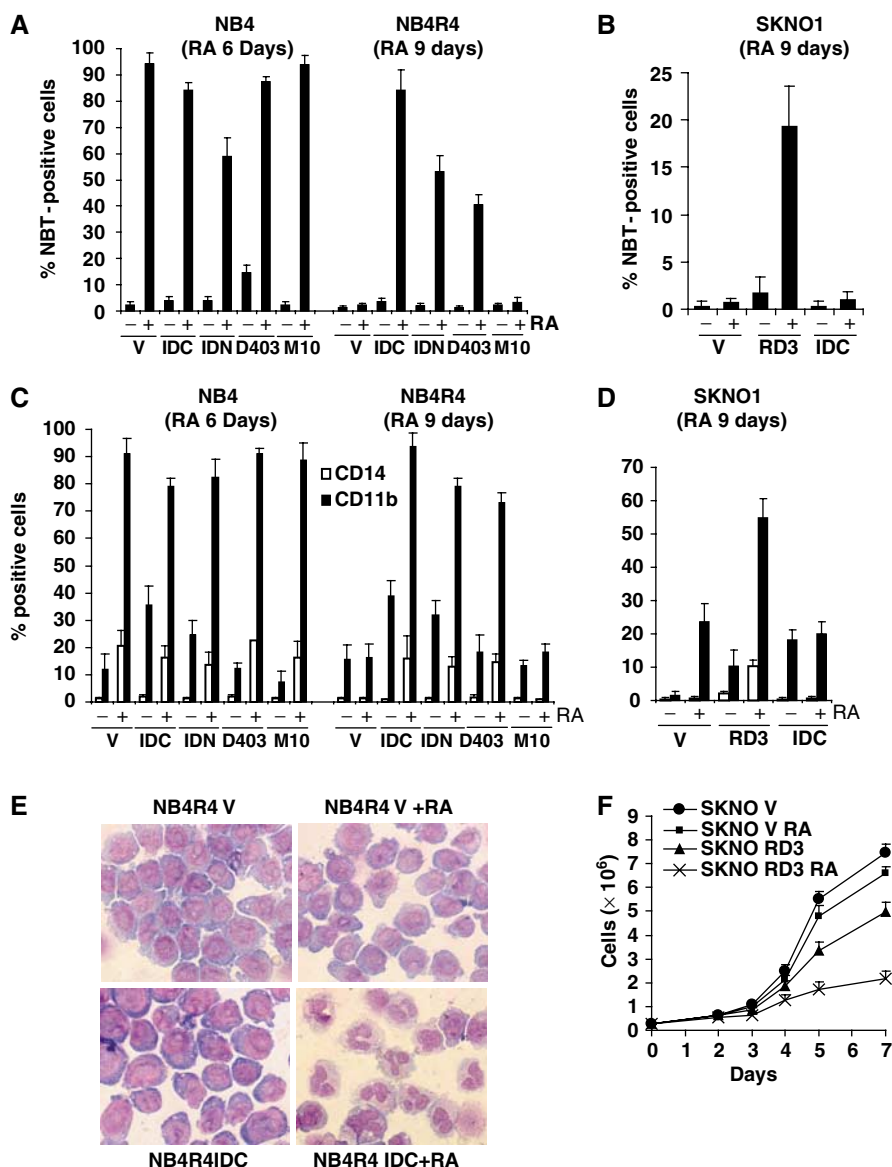 A
NB4
(RA 6 Days)
NB4R4
(RA 9 days)
% NBT-positive cells
100
90
80
70
60
50
40
30
20
10
0
− + − + − + − + − + − + − + − + − + − + RA
V IDC IDN D403 M10 V IDC IDN D403 M10
B
SKNO1
(RA 9 days)
% NBT-positive cells
25
20
15
10
5
0
− + − + − +
V RD3 IDC
C
NB4
(RA 6 Days)
NB4R4
(RA 9 days)
CD14
CD11b
% positive cells
100
90
80
70
60
50
40
30
20
10
0
− + − + − + − + − + − + − + − + − + − + RA
V IDC IDN D403 M10 V IDC IDN D403 M10
D
SKNO1
(RA 9 days)
70
60
50
40
30
20
10
0
− + − + − + RA
V RD3 IDC
E
NB4R4 V NB4R4 V +RA
NB4R4IDC NB4R4 IDC+RA
F
SKNO V
SKNO V RA
SKNO RD3
SKNO RD3 RA
Cells (× 10⁶)
9
8
7
6
5
4
3
2
1
0
0 1 2 3 4 5 6 7
Days